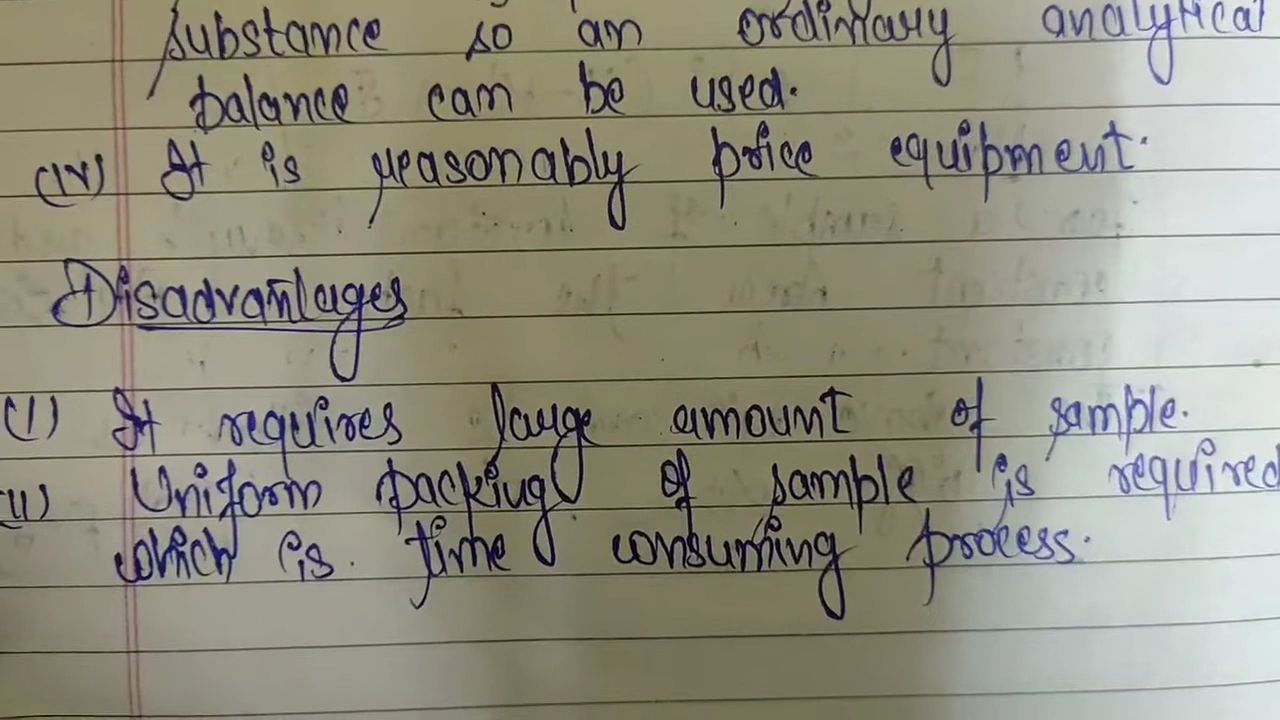 substance so an ordinary analytical
balance can be used.
(IV) It is reasonably price equipment.
Disadvantages
(I) It requires large amount of sample.
(II) Uniform packing of sample is required
which is time consuming process.